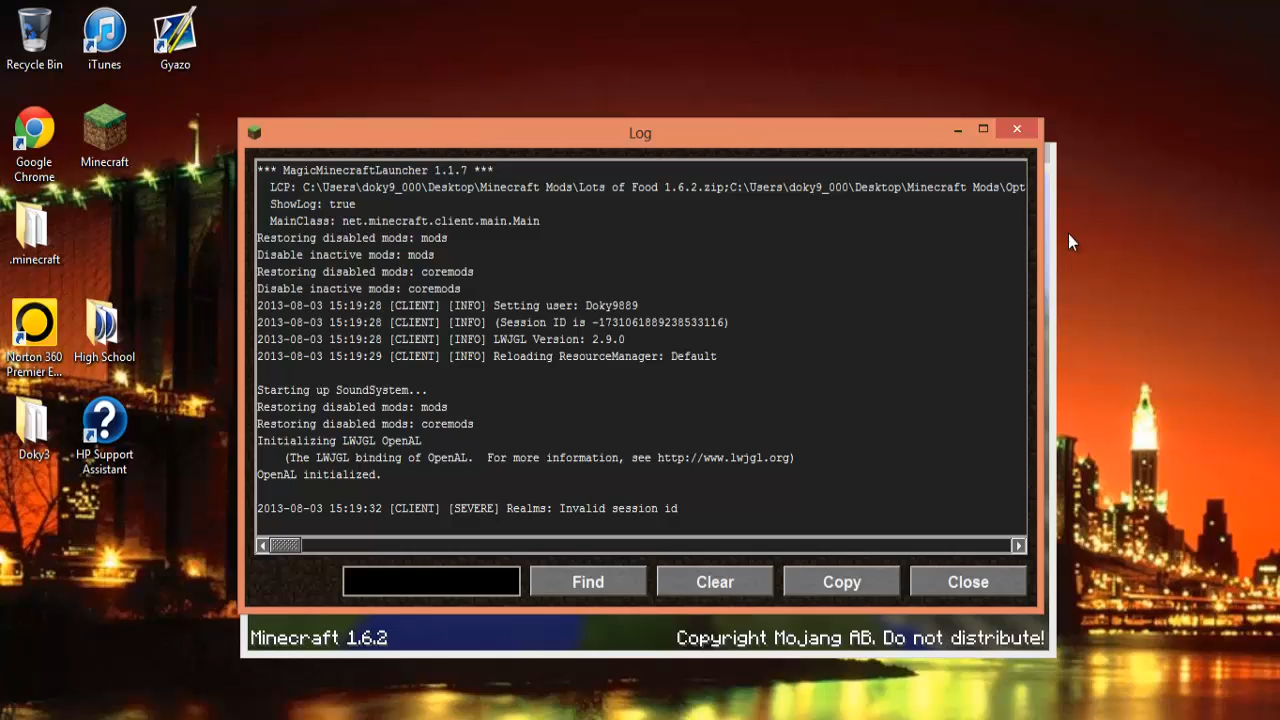 Recycle Bin
iTunes
Gyazo
Google
Chrome
Minecraft
.minecraft
Norton 360
Premier E...
High School
Doky3
HP Support
Assistant
Log
*** MagicMinecraftLauncher 1.1.7 ***
LCP: C:\Users\doky9_000\Desktop\Minecraft Mods\Lots of Food 1.6.2.zip;C:\Users\doky9_000\Desktop\Minecraft Mods\Opt
ShowLog: true
MainClass: net.minecraft.client.main.Main
Restoring disabled mods: mods
Disable inactive mods: mods
Restoring disabled mods: coremods
Disable inactive mods: coremods
2013-08-03 15:19:28 [CLIENT] [INFO] Setting user: Doky9889
2013-08-03 15:19:28 [CLIENT] [INFO] (Session ID is -1731061889238533116)
2013-08-03 15:19:28 [CLIENT] [INFO] LWJGL Version: 2.9.0
2013-08-03 15:19:29 [CLIENT] [INFO] Reloading ResourceManager: Default
Starting up SoundSystem...
Restoring disabled mods: mods
Restoring disabled mods: coremods
Initializing LWJGL OpenAL
(The LWJGL binding of OpenAL.  For more information, see http://www.lwjgl.org)
OpenAL initialized.
2013-08-03 15:19:32 [CLIENT] [SEVERE] Realms: Invalid session id
Find
Clear
Copy
Close
Minecraft 1.6.2
Copyright Mojang AB. Do not distribute!